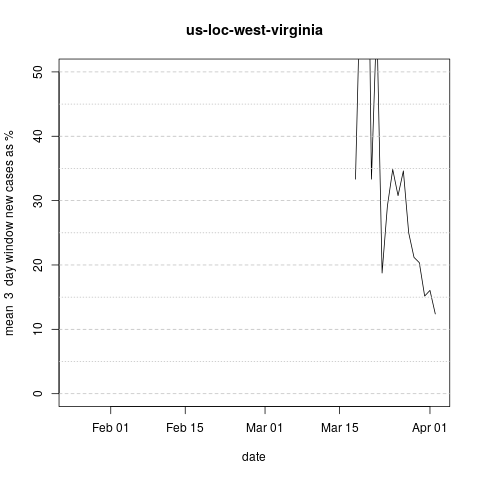 us-loc-west-virginia
mean  3  day window new cases as %
50
40
30
20
10
0
Feb 01
Feb 15
Mar 01
Mar 15
Apr 01
date